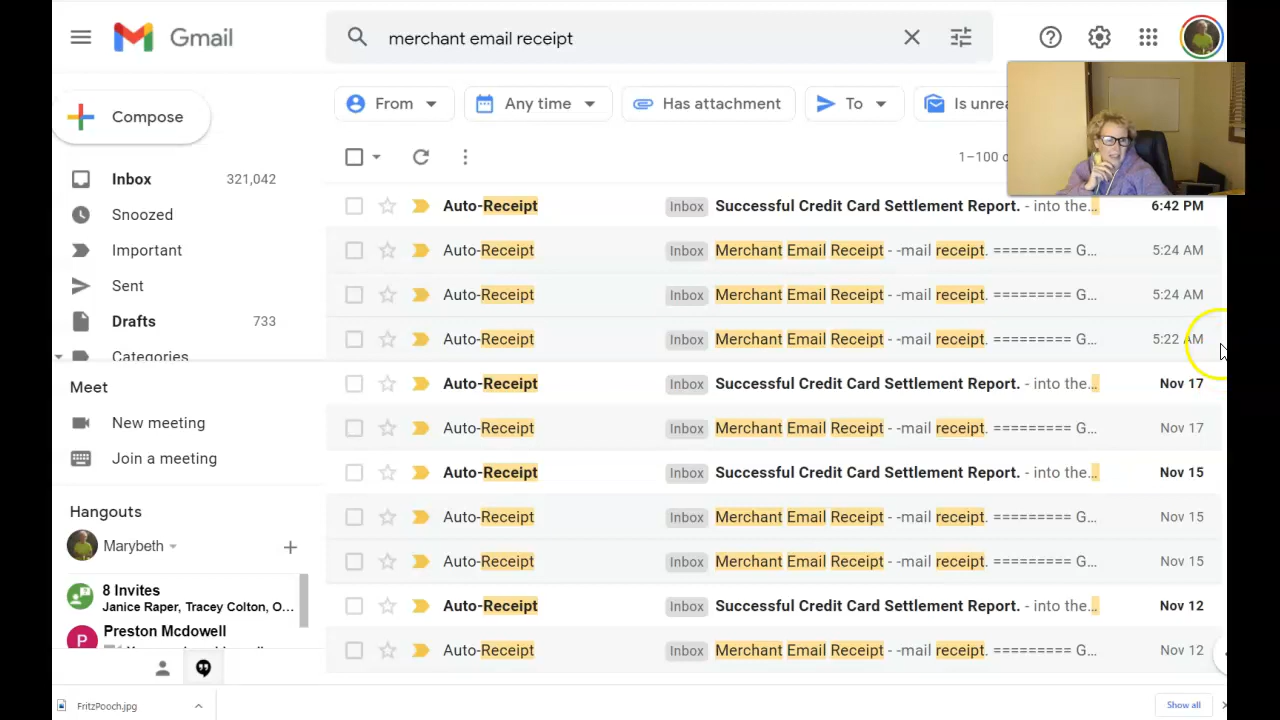 Gmail
merchant email receipt
Compose
From
Any time
Has attachment
To
Is unrea
1–100 o
Inbox 321,042
Snoozed
Important
Sent
Drafts 733
Categories
Meet
New meeting
Join a meeting
Hangouts
Marybeth
8 Invites
Janice Raper, Tracey Colton, O...
Preston Mcdowell
Auto-Receipt Inbox Successful Credit Card Settlement Report. - into the... 6:42 PM
Auto-Receipt Inbox Merchant Email Receipt - -mail receipt. ========= G... 5:24 AM
Auto-Receipt Inbox Merchant Email Receipt - -mail receipt. ========= G... 5:24 AM
Auto-Receipt Inbox Merchant Email Receipt - -mail receipt. ========= G... 5:22 AM
Auto-Receipt Inbox Successful Credit Card Settlement Report. - into the... Nov 17
Auto-Receipt Inbox Merchant Email Receipt - -mail receipt. ========= G... Nov 17
Auto-Receipt Inbox Successful Credit Card Settlement Report. - into the... Nov 15
Auto-Receipt Inbox Merchant Email Receipt - -mail receipt. ========= G... Nov 15
Auto-Receipt Inbox Merchant Email Receipt - -mail receipt. ========= G... Nov 15
Auto-Receipt Inbox Successful Credit Card Settlement Report. - into the... Nov 12
Auto-Receipt Inbox Merchant Email Receipt - -mail receipt. ========= G... Nov 12
FritzPooch.jpg
Show all